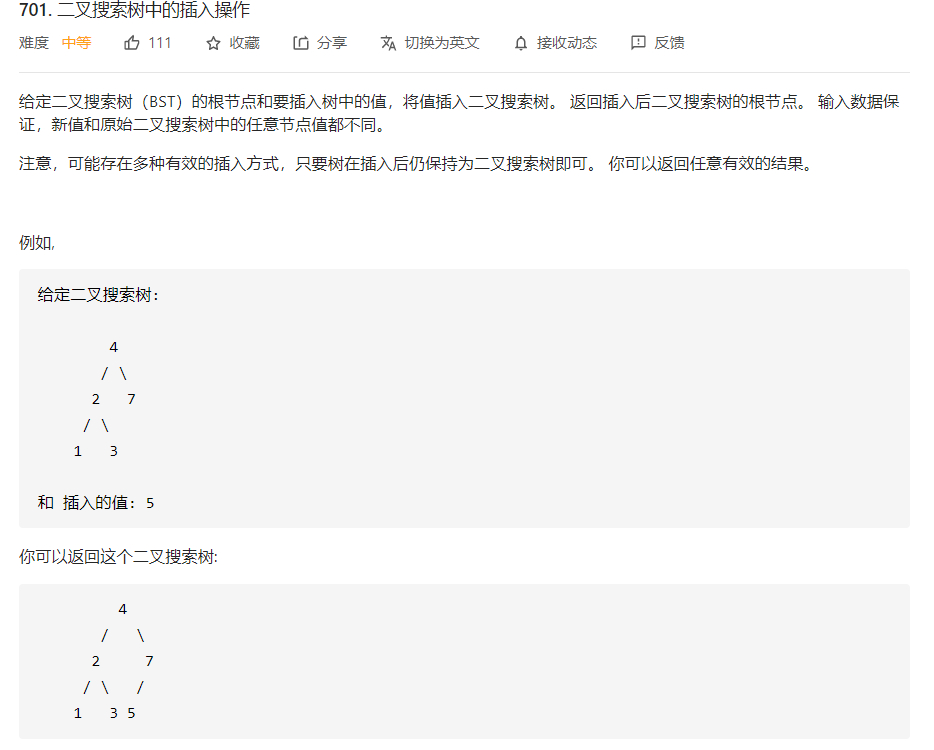 701. 二叉搜索树中的插入操作
难度 中等 111 收藏 分享 切换为英文 接收动态 反馈
给定二叉搜索树（BST）的根节点和要插入树中的值，将值插入二叉搜索树。 返回插入后二叉搜索树的根节点。 输入数据保
证，新值和原始二叉搜索树中的任意节点值都不同。
注意，可能存在多种有效的插入方式，只要树在插入后仍保持为二叉搜索树即可。 你可以返回任意有效的结果。
例如,
给定二叉搜索树:
4
/ \
2 7
/ \
1 3
和 插入的值: 5
你可以返回这个二叉搜索树:
4
/ \
2 7
/ \ /
1 3 5